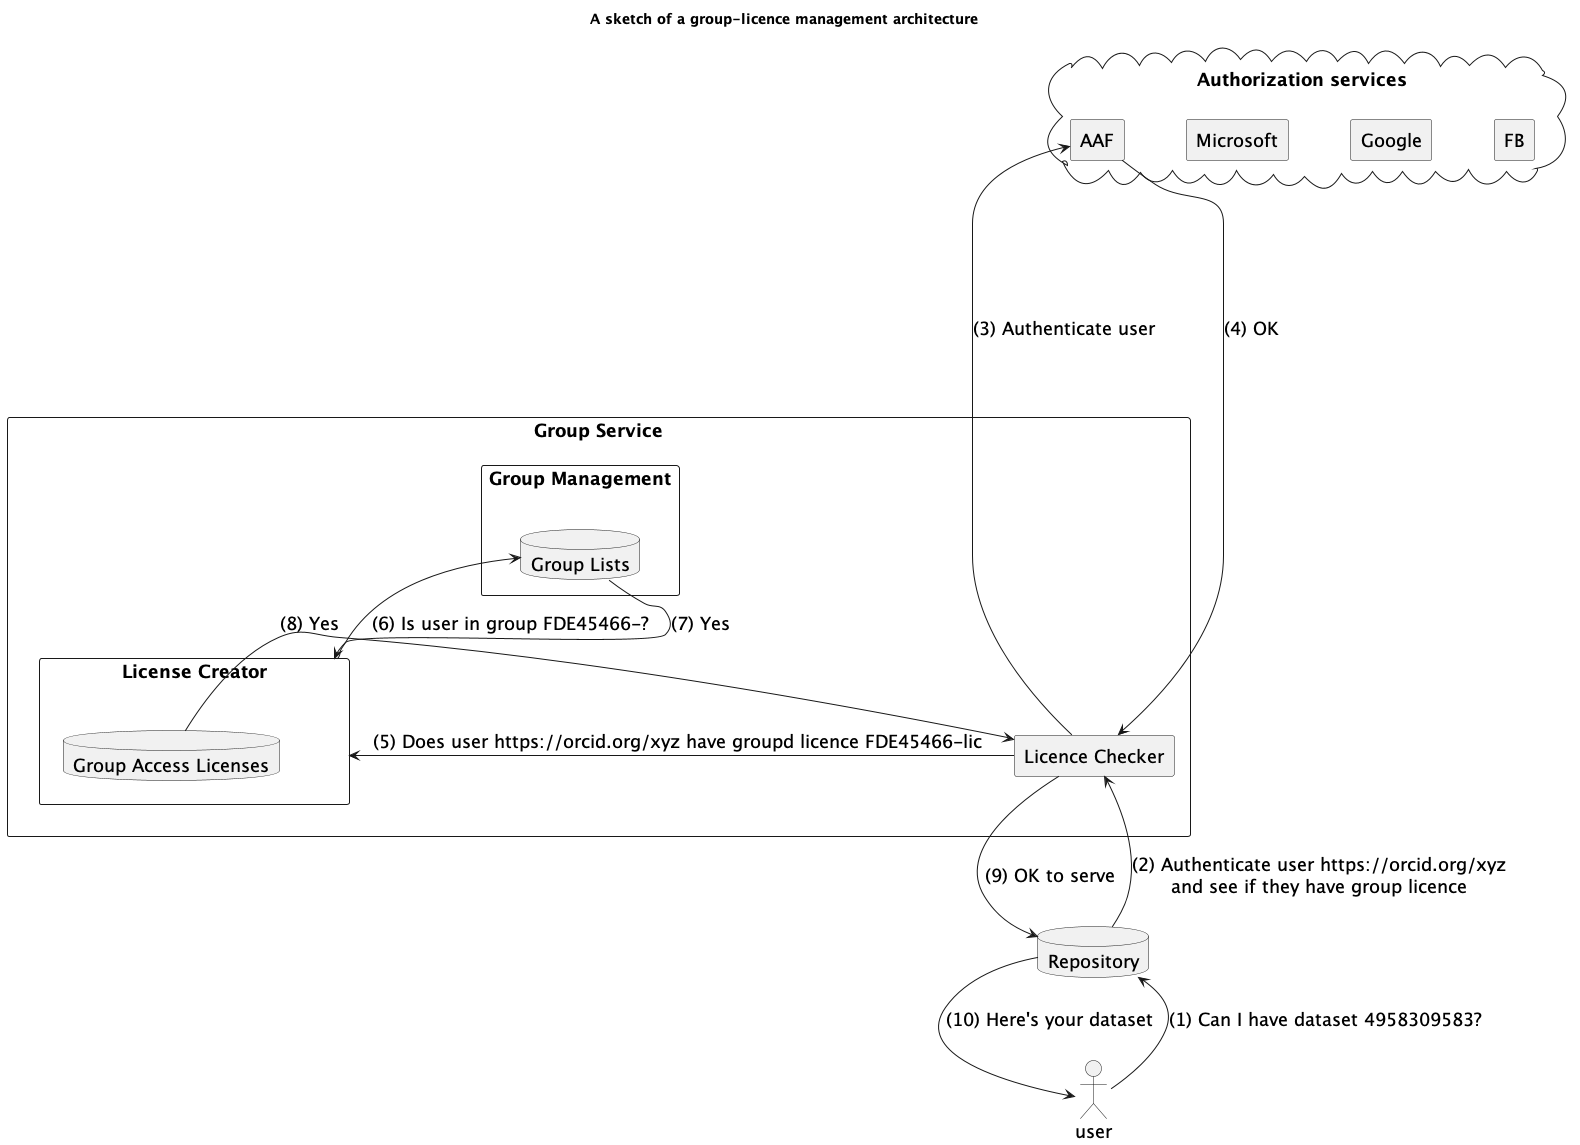 A sketch of a group-licence management architecture
Authorization services
AAF
Microsoft
Google
FB
(3) Authenticate user
(4) OK
Group Service
Group Management
Group Lists
(8) Yes
(6) Is user in group FDE45466-?
(7) Yes
License Creator
(5) Does user https://orcid.org/xyz have groupd licence FDE45466-lic
Group Access Licenses
Licence Checker
(9) OK to serve
(2) Authenticate user https://orcid.org/xyz
and see if they have group licence
Repository
(10) Here's your dataset
(1) Can I have dataset 4958309583?
user